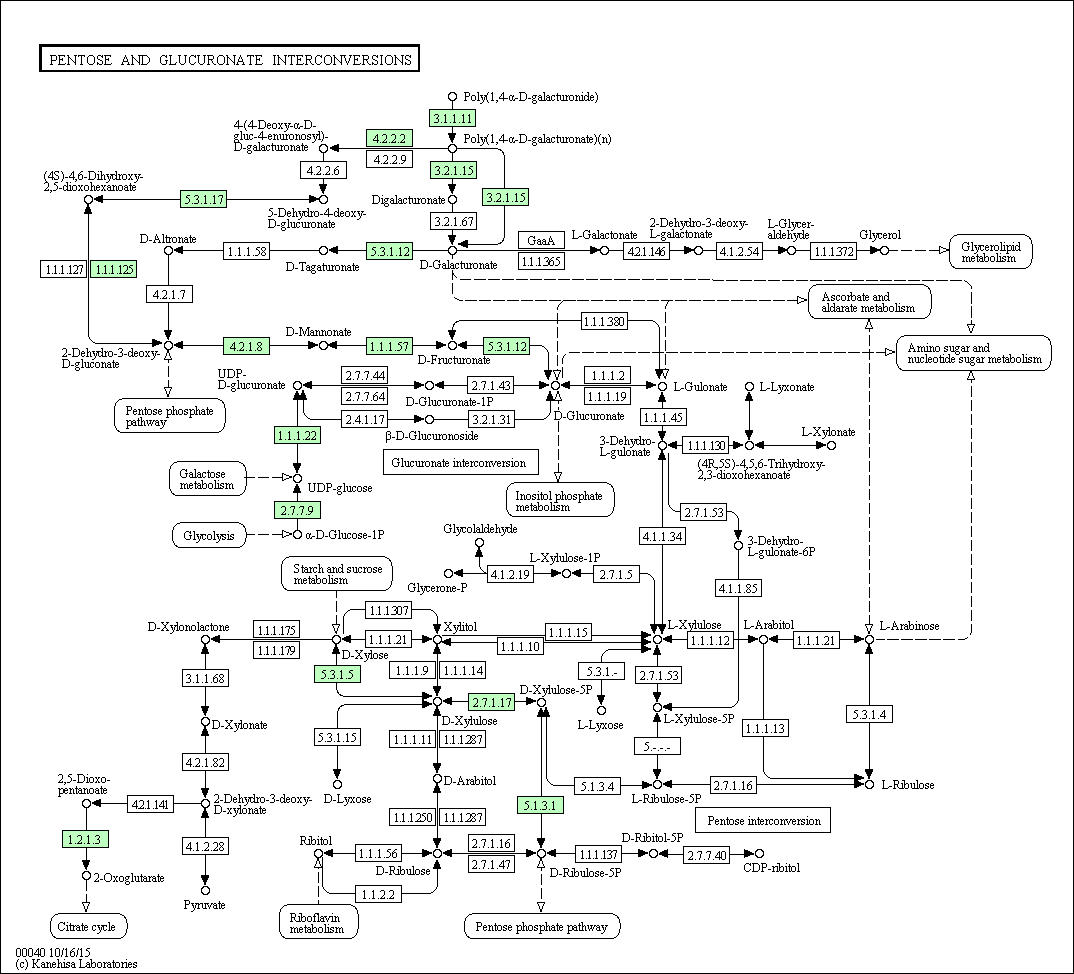 PENTOSE AND GLUCURONATE INTERCONVERSIONS
Poly(1,4-α-D-galacturonide)
3.1.1.11
4-(4-Deoxy-α-D-
gluc-4-enuronosyl)-
D-galacturonate
4.2.2.2
4.2.2.9
Poly(1,4-α-D-galacturonate)(n)
4.2.2.6
3.2.1.15
(4S)-4,6-Dihydroxy-
2,5-dioxohexanoate
5.3.1.17
Digalacturonate
3.2.1.15
5-Dehydro-4-deoxy-
D-glucuronate
3.2.1.67
D-Altronate
1.1.1.58
D-Tagaturonate
5.3.1.12
D-Galacturonate
GaaA
1.1.1365
L-Galactonate
4.2.1.146
2-Dehydro-3-deoxy-
L-galactonate
4.1.2.54
L-Glycer-
aldehyde
1.1.1.372
Glycerol
Glycerolipid
metabolism
1.1.1.127
1.1.1.125
4.2.1.7
Ascorbate and
aldarate metabolism
1.1.1.380
D-Mannonate
4.2.1.8
1.1.1.57
D-Fructuronate
5.3.1.12
Amino sugar and
nucleotide sugar metabolism
2-Dehydro-3-deoxy-
D-gluconate
UDP-
D-glucuronate
2.7.7.44
2.7.7.64
D-Glucuronate-1P
2.7.1.43
1.1.1.2
1.1.1.19
L-Gulonate
L-Lyxonate
Pentose phosphate
pathway
2.4.1.17
β-D-Glucuronoside
3.2.1.31
D-Glucuronate
1.1.1.45
1.1.1.22
3-Dehydro-
L-gulonate
1.1.1.130
L-Xylonate
(4R,5S)-4,5,6-Trihydroxy-
2,3-dioxohexanoate
Glucuronate interconversion
Galactose
metabolism
UDP-glucose
Inositol phosphate
metabolism
2.7.7.9
2.7.1.53
Glycolysis
α-D-Glucose-1P
Glycolaldehyde
4.1.1.34
3-Dehydro-
L-gulonate-6P
Starch and sucrose
metabolism
L-Xylulose-1P
4.1.2.19
2.7.1.5
Glycerone-P
4.1.1.85
1.1.1307
D-Xylonolactone
1.1.1.175
1.1.1.179
1.1.1.21
Xylitol
1.1.1.15
1.1.1.10
L-Xylulose
1.1.1.12
L-Arabitol
1.1.1.21
L-Arabinose
D-Xylose
5.3.1.5
1.1.1.9
1.1.1.14
5.3.1.-
2.7.1.53
3.1.1.68
2.7.1.17
D-Xylulose-5P
D-Xylulose
L-Lyxose
L-Xylulose-5P
5.3.1.4
D-Xylonate
1.1.1.13
5.3.1.15
1.1.1.11
1.1.1287
5.-.-.-
4.2.1.82
2,5-Dioxo-
pentanoate
D-Arabitol
5.1.3.4
2.7.1.16
L-Ribulose
D-Lyxose
L-Ribulose-5P
4.2.1.141
2-Dehydro-3-deoxy-
D-xylonate
5.1.3.1
1.1.1250
1.1.1287
Pentose interconversion
1.2.1.3
4.1.2.28
Ribitol
1.1.1.56
D-Ribulose
2.7.1.16
2.7.1.47
D-Ribulose-5P
1.1.1.137
D-Ribitol-5P
2.7.7.40
CDP-ribitol
2-Oxoglutarate
1.1.2.2
Pyruvate
Citrate cycle
Riboflavin
metabolism
Pentose phosphate pathway
00040 10/16/15
(c) Kanehisa Laboratories